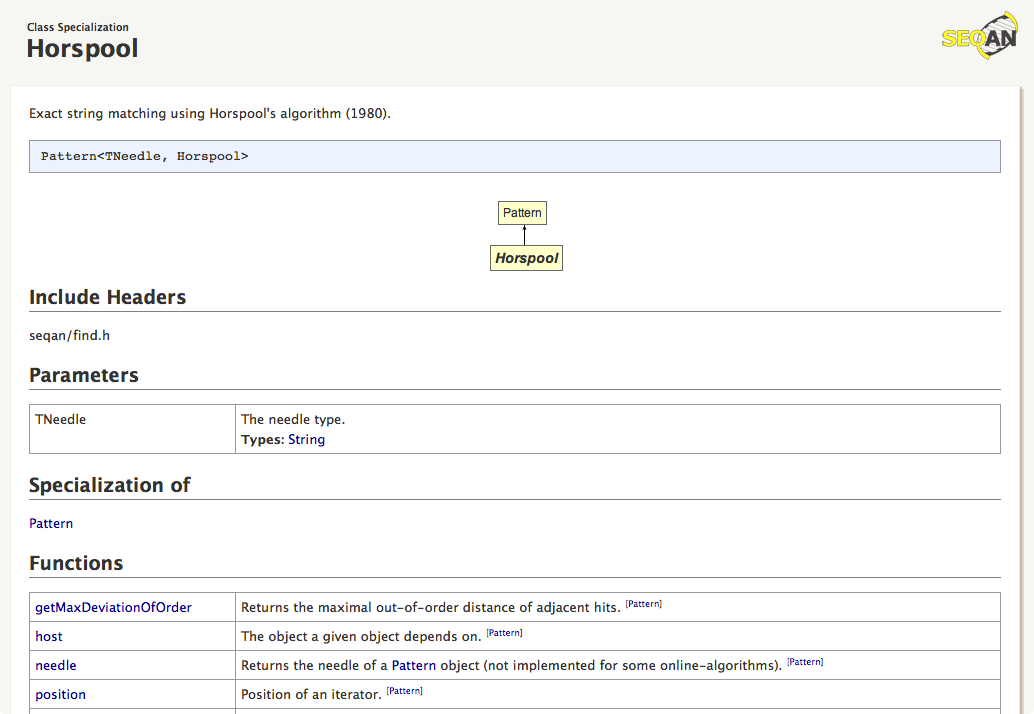 Class Specialization
Horspool
SEQAN
Exact string matching using Horspool's algorithm (1980).
Pattern<TNeedle, Horspool>
Pattern
Horspool
Include Headers
seqan/find.h
Parameters
TNeedle The needle type.
Types: String
Specialization of
Pattern
Functions
getMaxDeviationOfOrder Returns the maximal out-of-order distance of adjacent hits. [Pattern]
host The object a given object depends on. [Pattern]
needle Returns the needle of a Pattern object (not implemented for some online-algorithms). [Pattern]
position Position of an iterator. [Pattern]